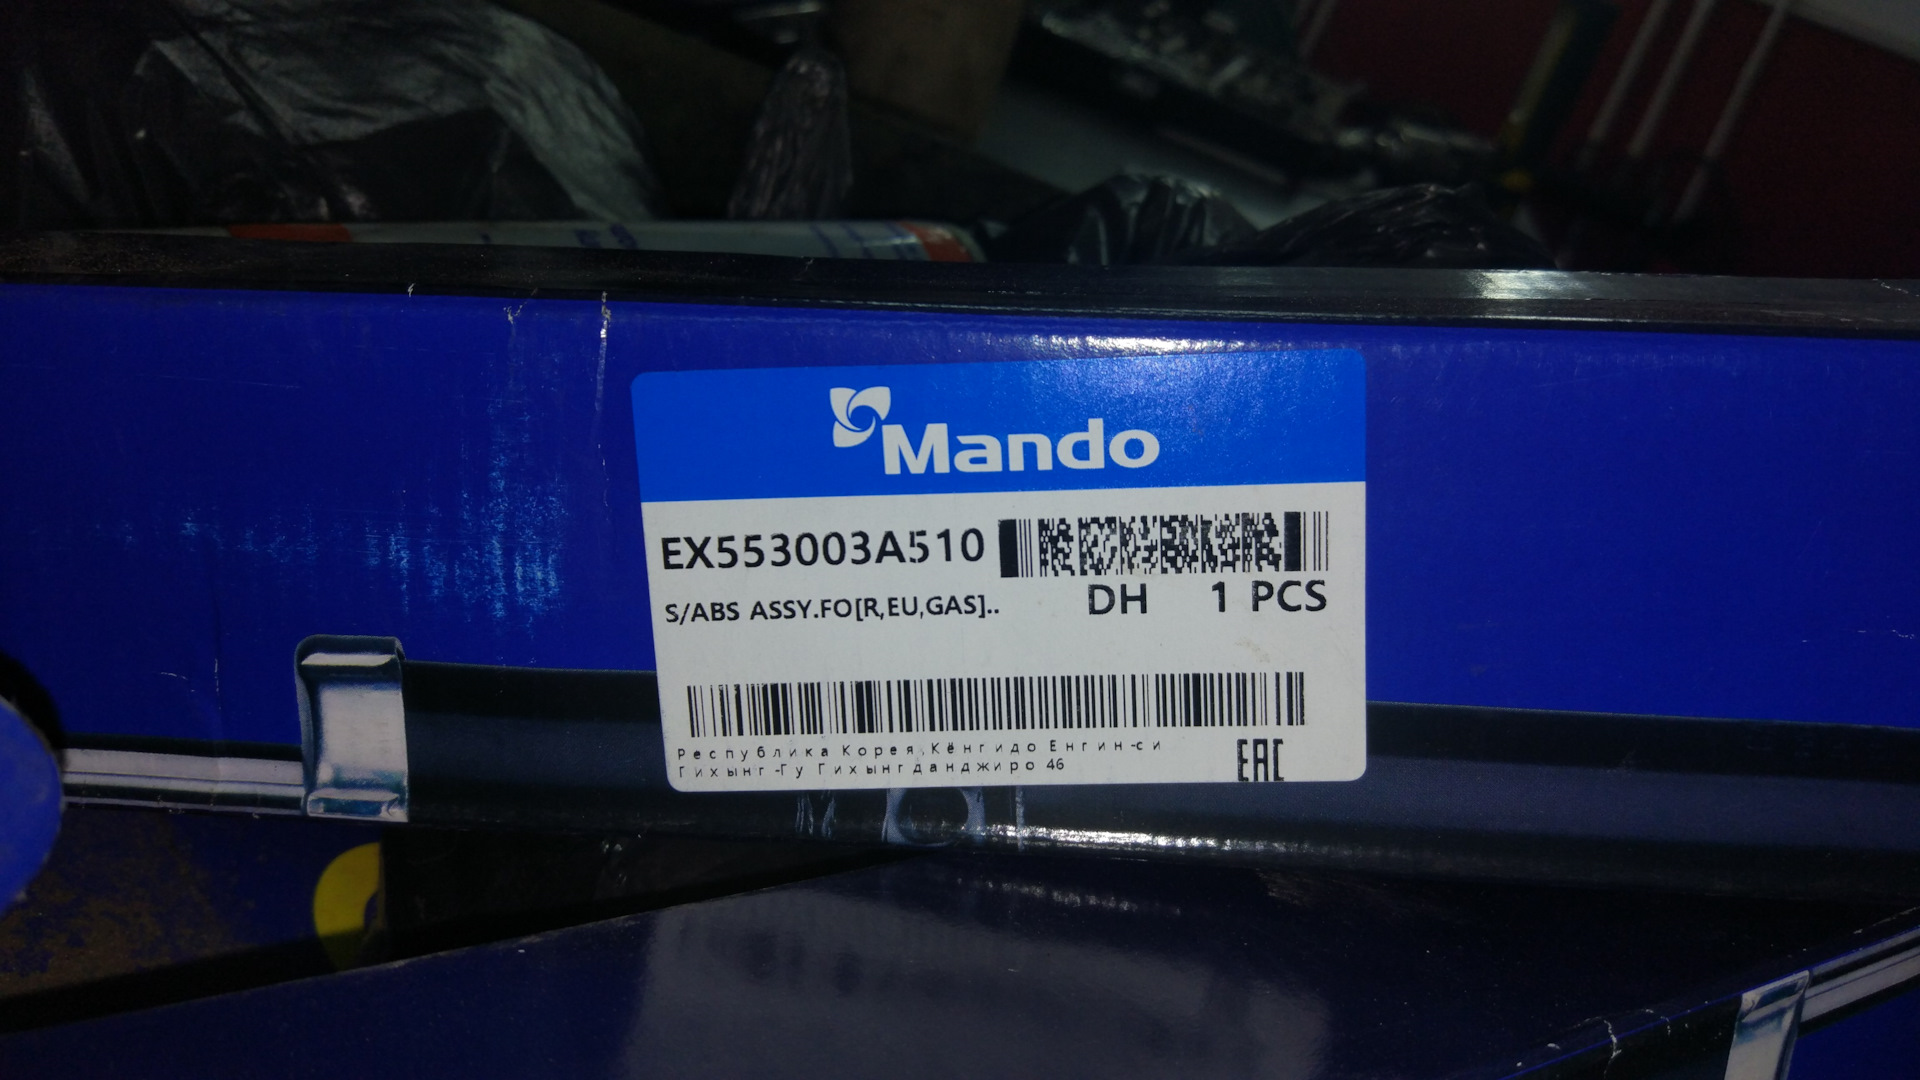 Mando
EX553003A510
S/ABS ASSY.FO[R,EU,GAS].. DH 1 PCS
Республика Корея,Кёнгидо Енгин-си
Гихынг-Гу Гихынгданджиро 46
EAC